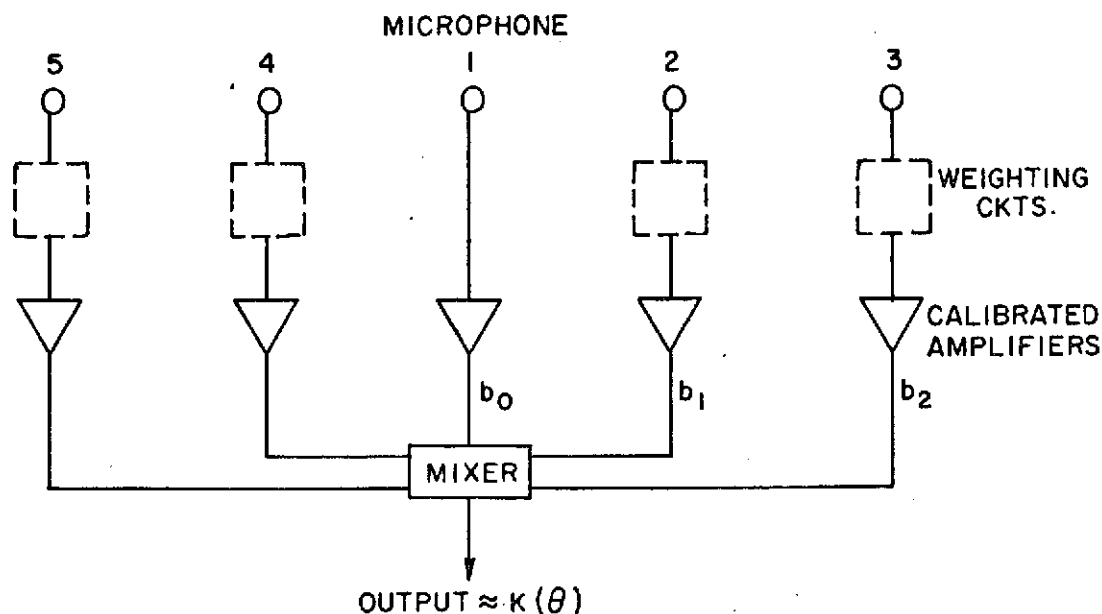 MICROPHONE
5 4 1 2 3
WEIGHTING
CKTS.
CALIBRATED
AMPLIFIERS
b₀ b₁ b₂
MIXER
OUTPUT ≈ K(θ)